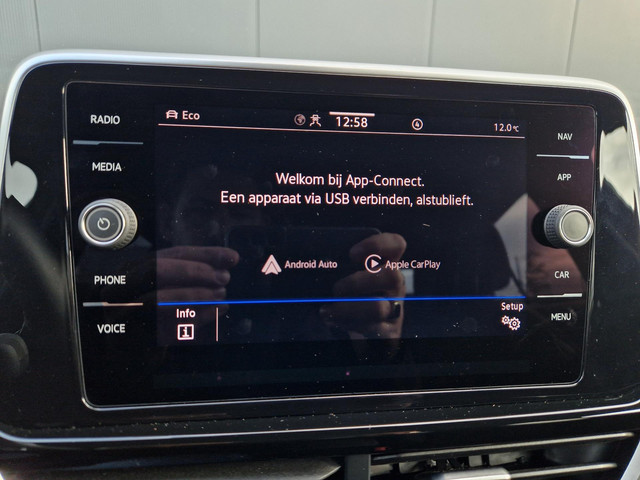 RADIO
MEDIA
PHONE
VOICE
Eco
12:58
4
12.0°C
Welkom bij App-Connect.
Een apparaat via USB verbinden, alstublieft.
Android Auto
Apple CarPlay
Info
Setup
NAV
APP
CAR
MENU